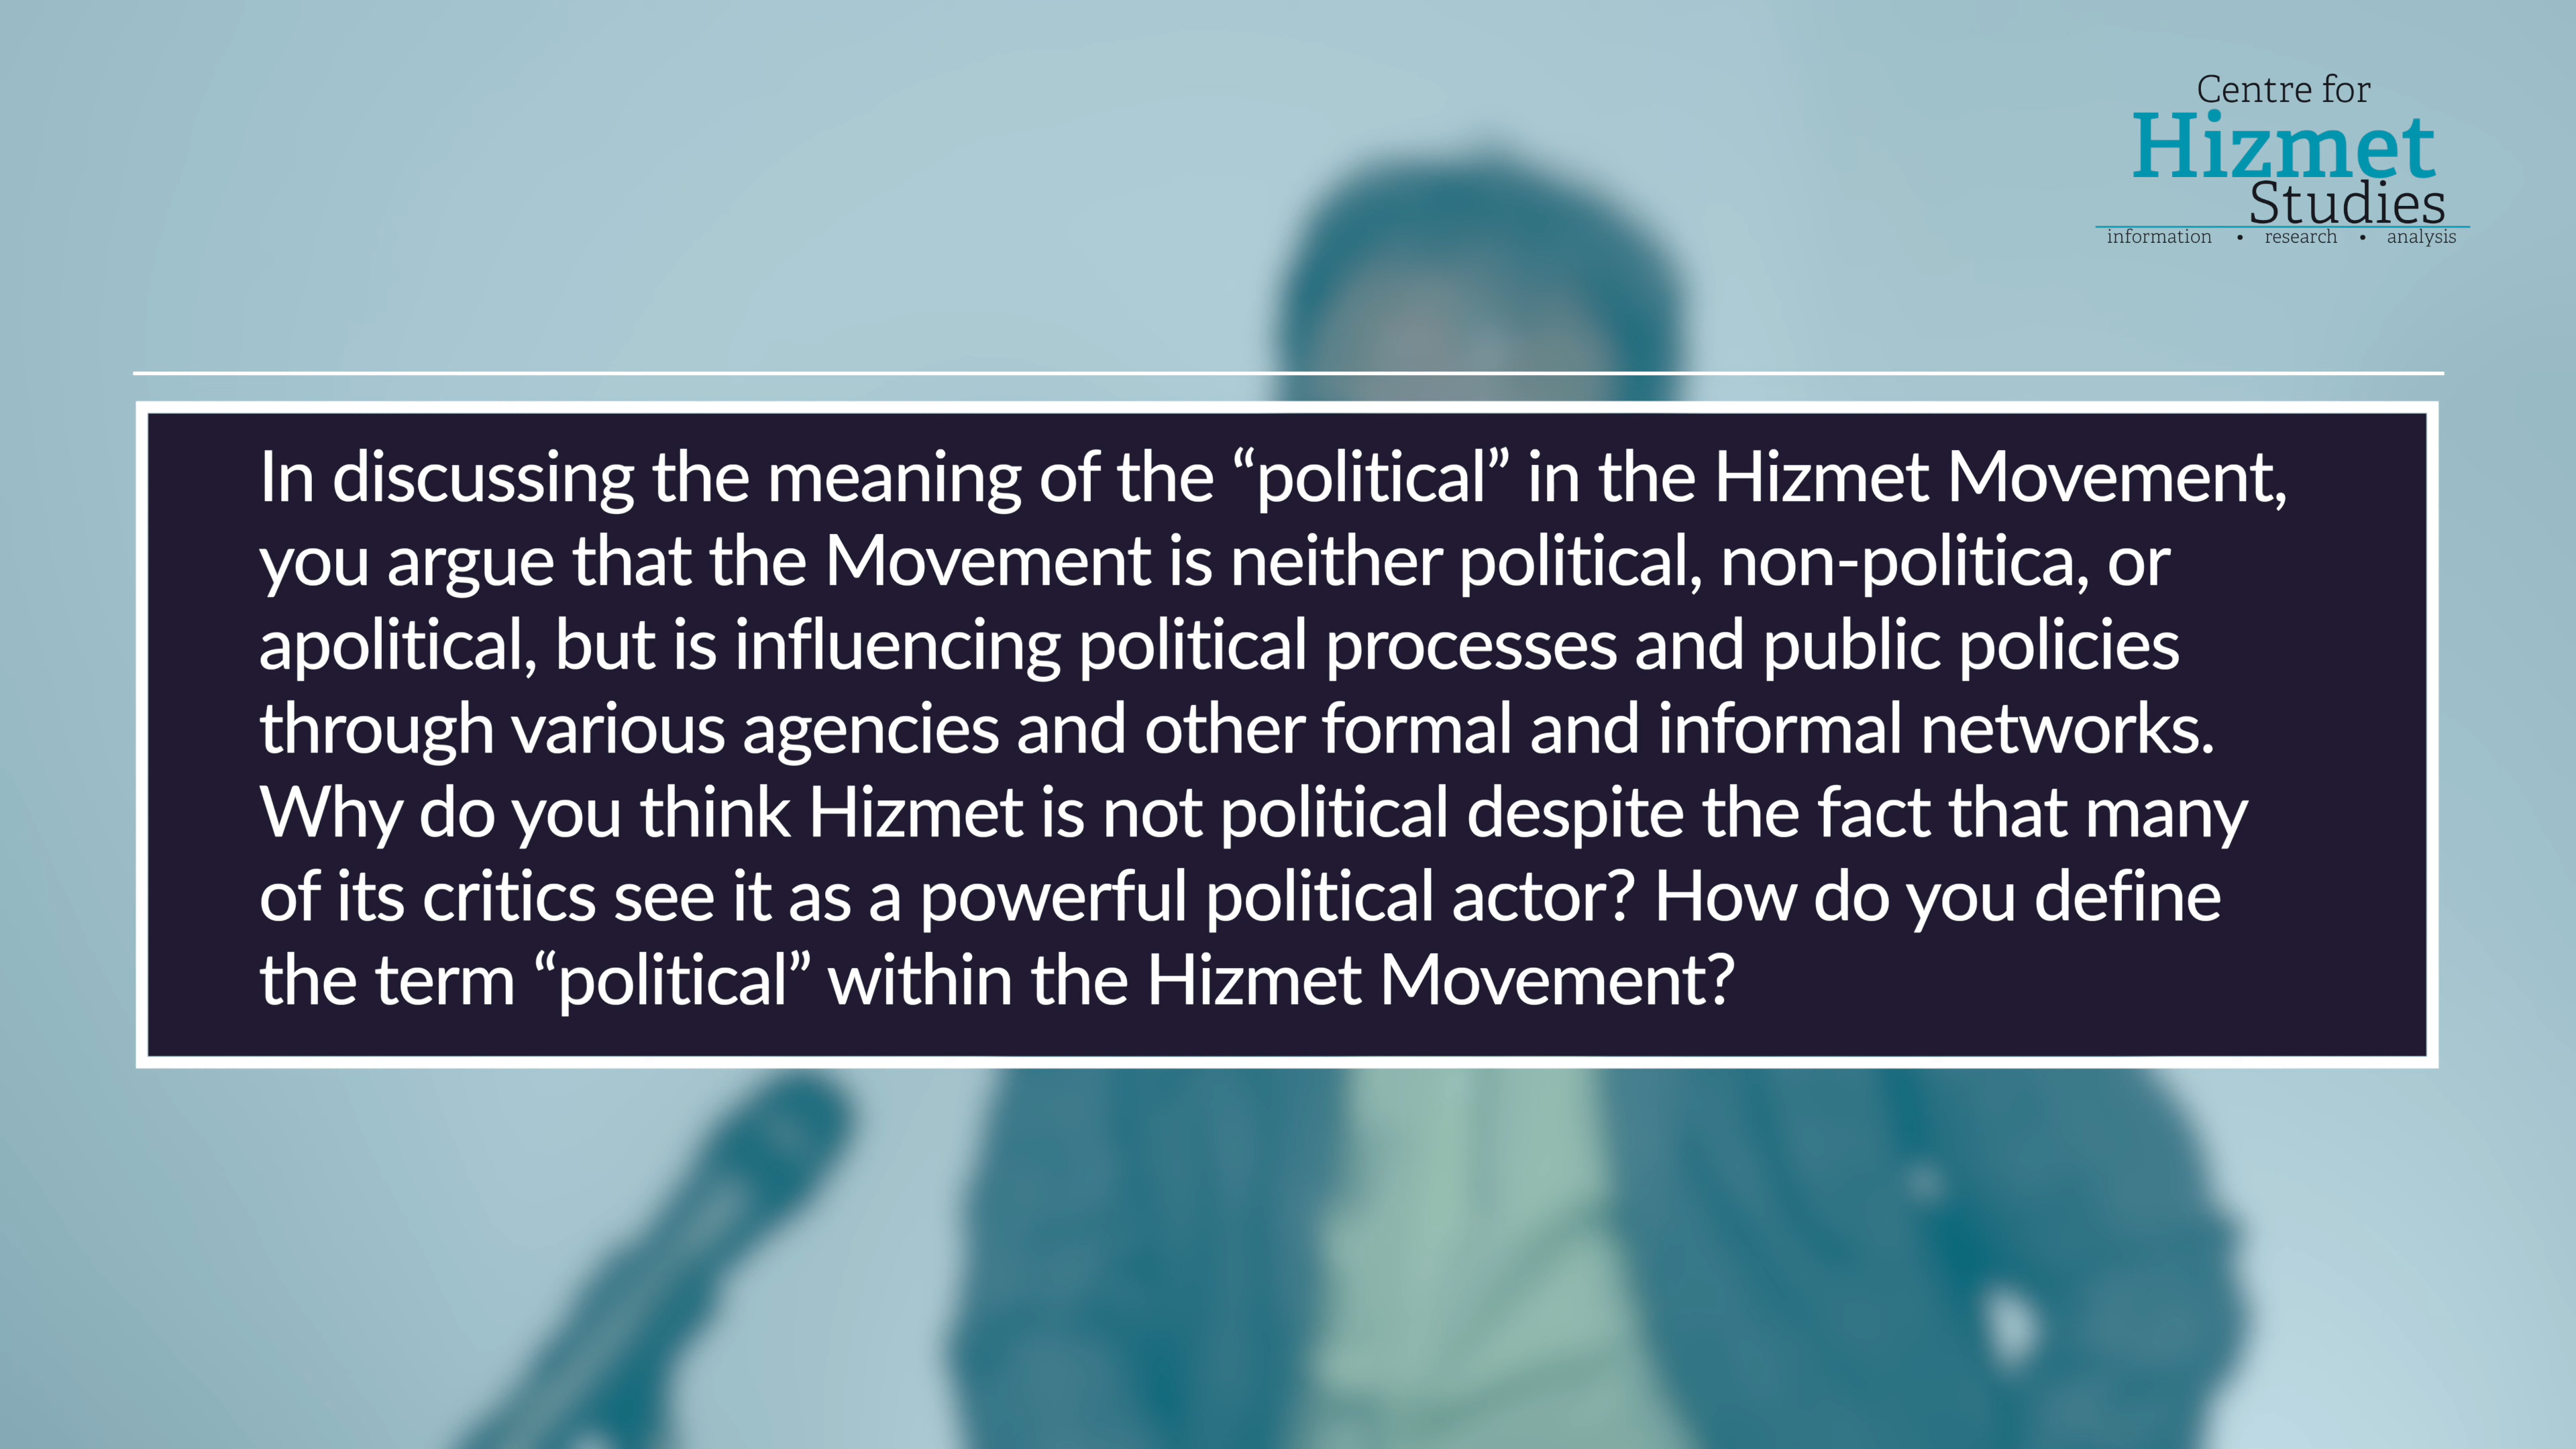 Centre for
Hizmet
Studies
information • research • analysis
In discussing the meaning of the “political” in the Hizmet Movement,
you argue that the Movement is neither political, non-politica, or
apolitical, but is influencing political processes and public policies
through various agencies and other formal and informal networks.
Why do you think Hizmet is not political despite the fact that many
of its critics see it as a powerful political actor? How do you define
the term “political” within the Hizmet Movement?